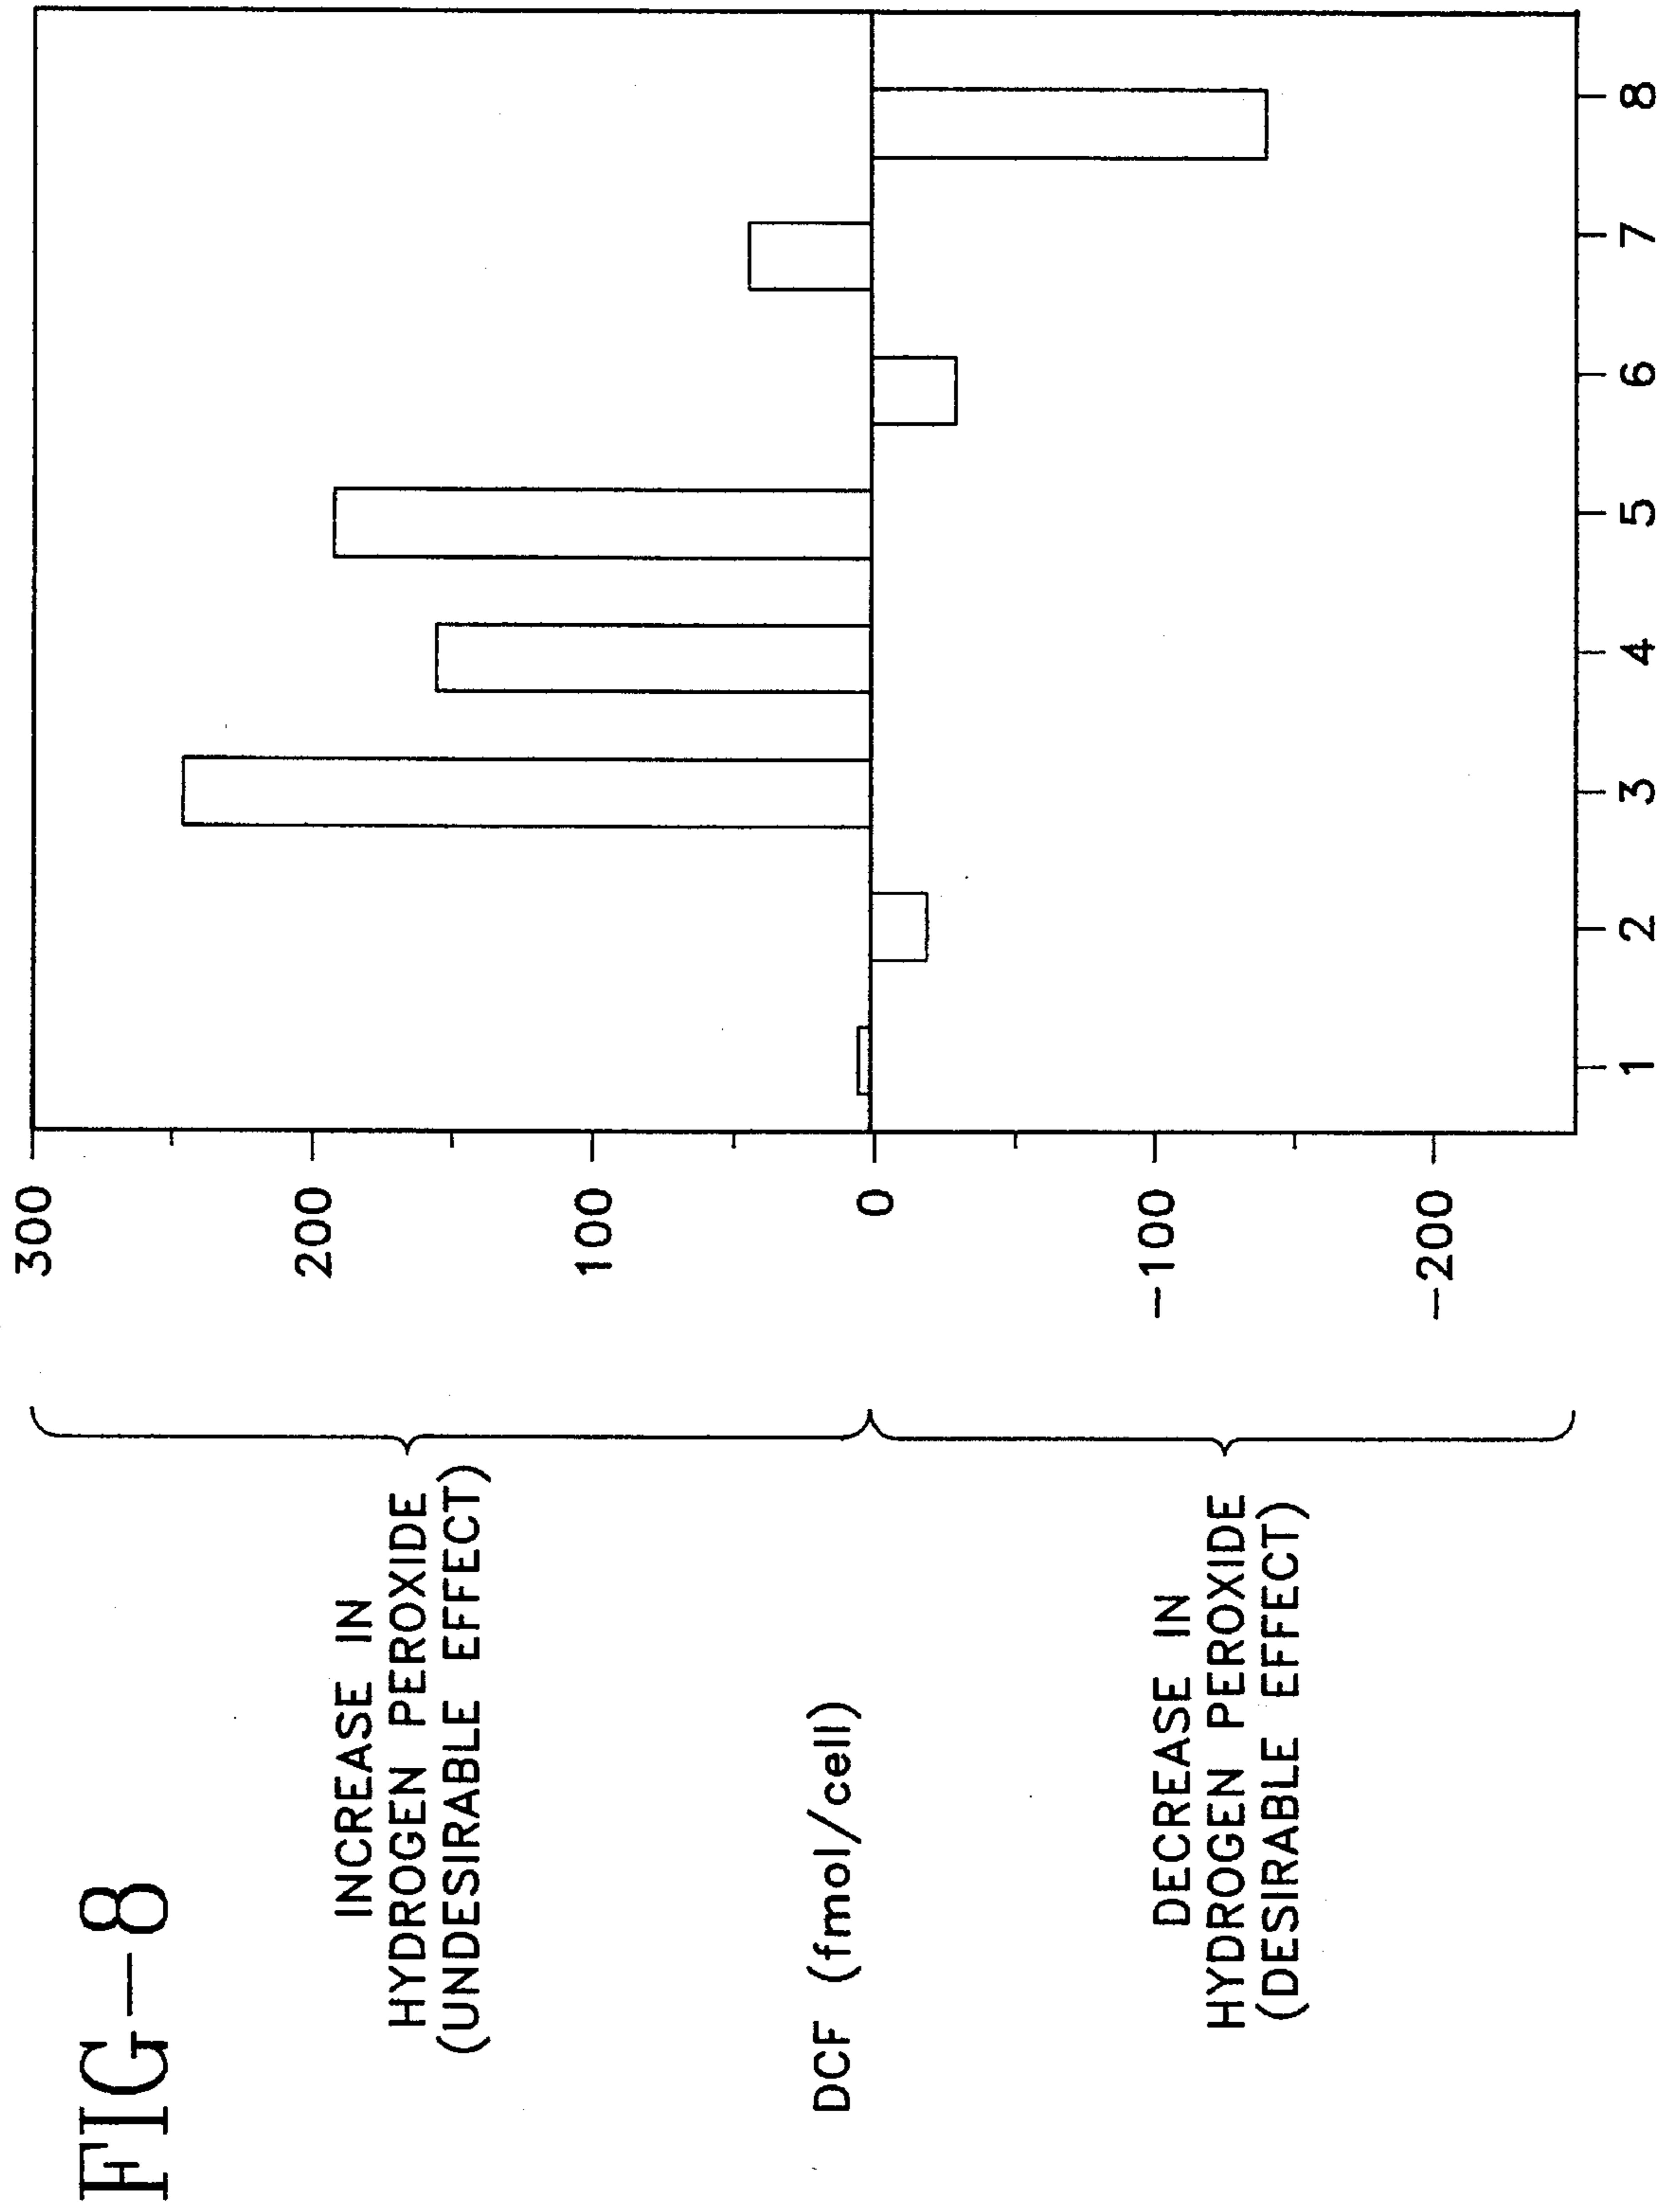 FIG-8
INCREASE IN
HYDROGEN PEROXIDE
(UNDESIRABLE EFFECT)
DCF (fmol/cell)
DECREASE IN
HYDROGEN PEROXIDE
(DESIRABLE EFFECT)
300
200
100
0
-100
-200
1 2 3 4 5 6 7 8